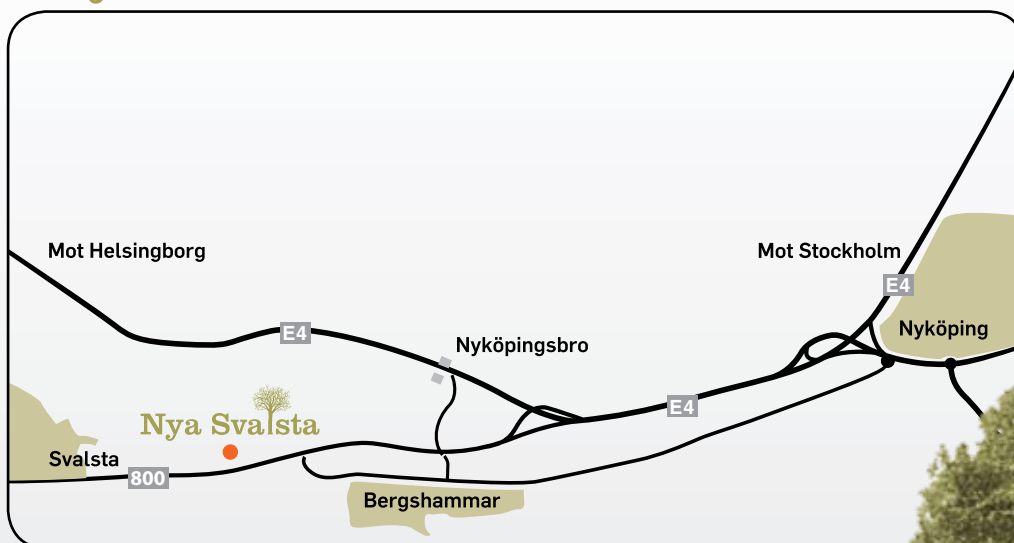 Mot Helsingborg
Mot Stockholm
E4
Nyköping
E4
Nyköpingsbro
E4
Nya Svalsta
Svalsta
800
Bergshammar